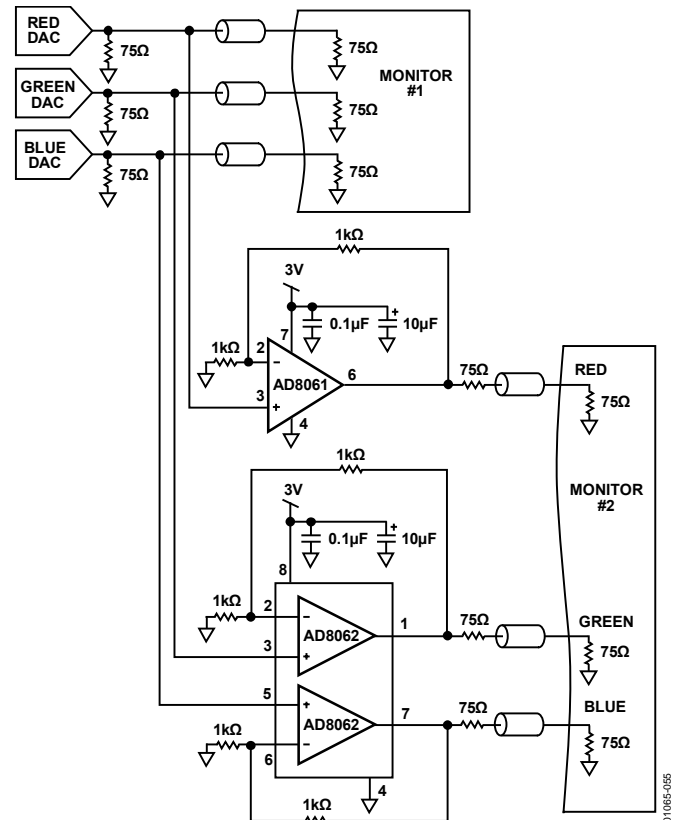 RED
DAC
75Ω
75Ω
GREEN
DAC
75Ω
75Ω
BLUE
DAC
75Ω
75Ω
MONITOR
#1
1kΩ
3V
0.1µF
+
10µF
7
1kΩ
2
–
AD8061
6
3
+
4
75Ω
RED
75Ω
MONITOR
#2
1kΩ
3V
0.1µF
+
10µF
8
1kΩ
2
–
AD8062
1
3
+
75Ω
GREEN
75Ω
5
+
AD8062
7
1kΩ
–
6
75Ω
BLUE
75Ω
4
1kΩ
01065-055